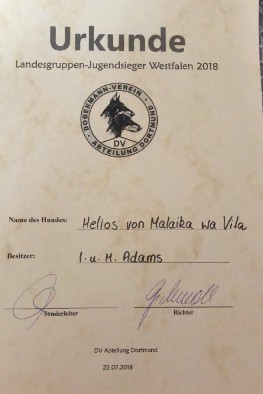 Urkunde
Landesgruppen-Jugendsieger Westfalen 2018
DOBERMANN-VEREIN
DV
ABTEILUNG DORTMUND
Name des Hundes: Helios von Malaika wa Vita
Besitzer: I. u. M. Adams
Sonderleiter
Richter
DV Abteilung Dortmund
22.07.2018